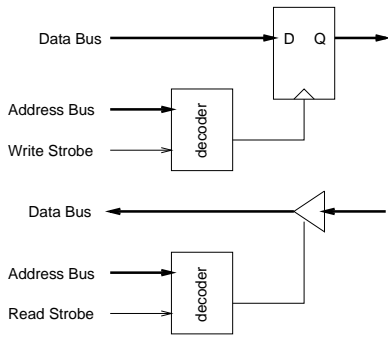 Data Bus
D Q
Address Bus
decoder
Write Strobe
Data Bus
Address Bus
decoder
Read Strobe